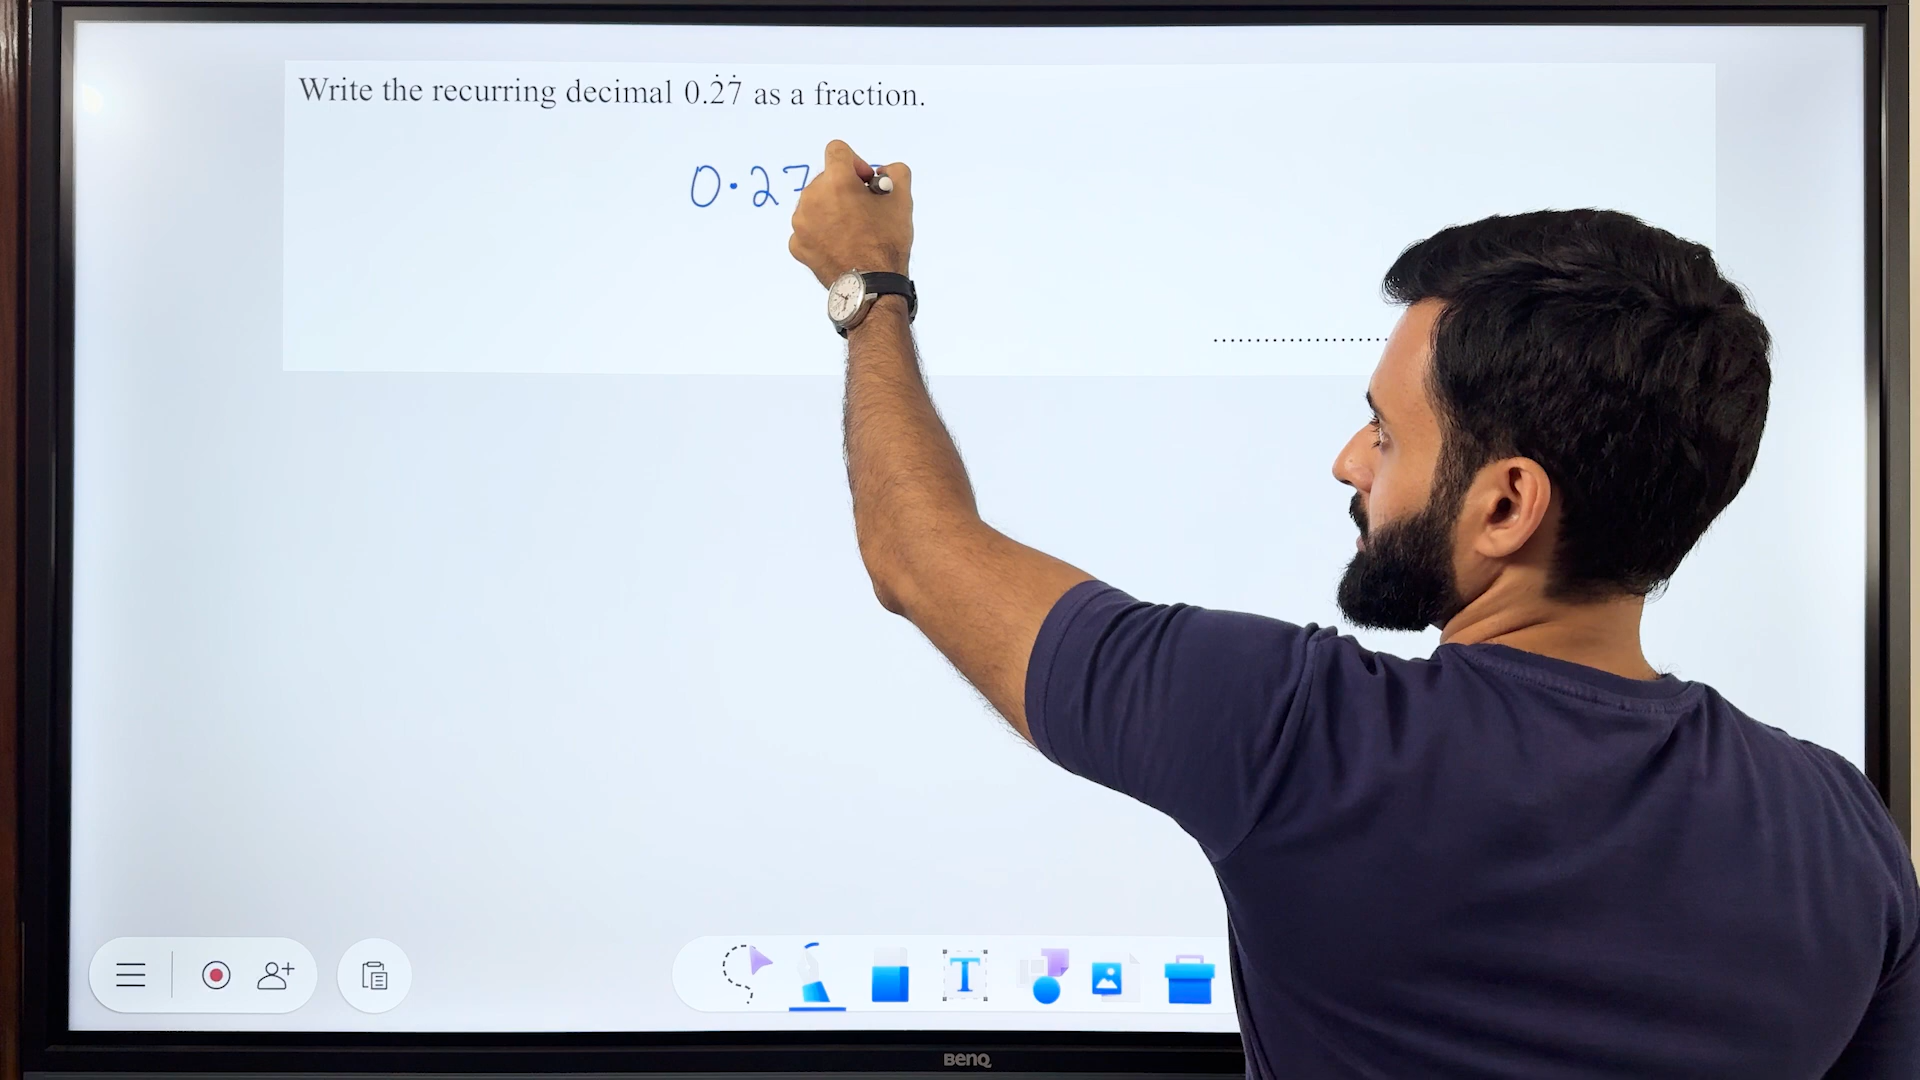 Write the recurring decimal 0.2̇7̇ as a fraction.
0.27
....................
T
BenQ